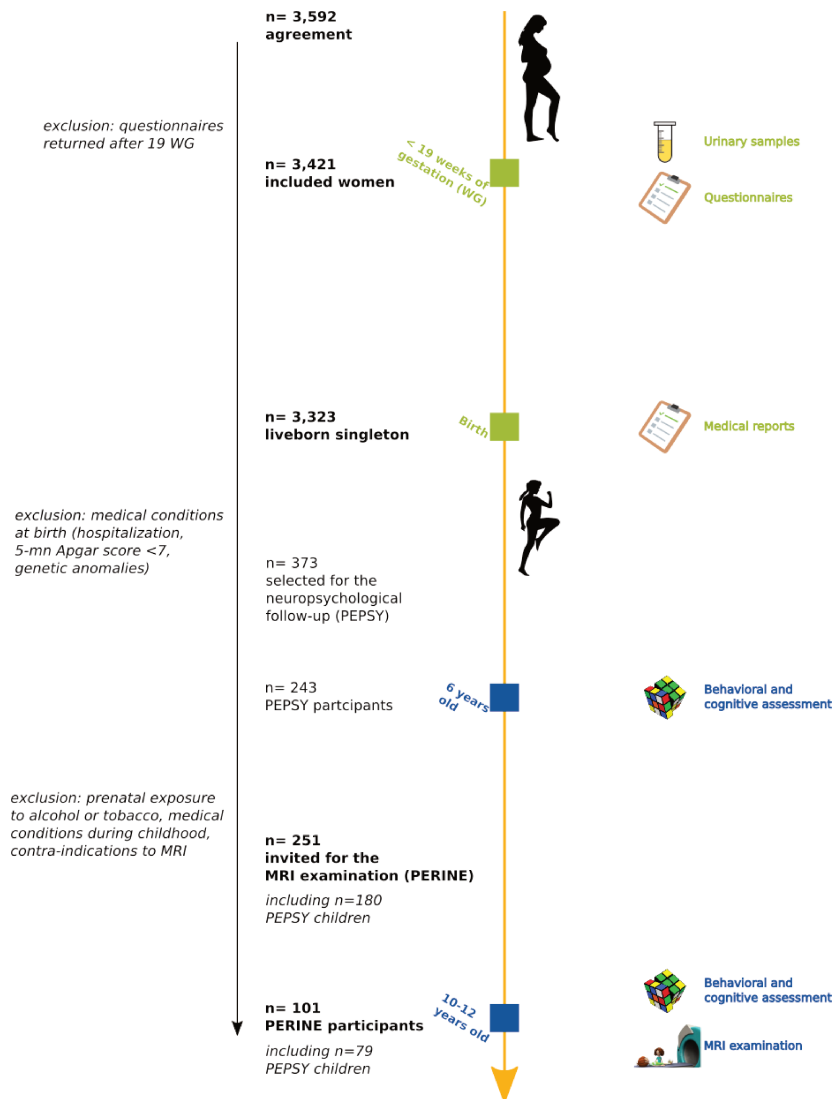 n= 3,592
agreement
exclusion: questionnaires
returned after 19 WG
n= 3,421
included women
< 19 weeks of
gestation (WG)
Urinary samples
Questionnaires
n= 3,323
liveborn singleton
Birth
Medical reports
exclusion: medical conditions
at birth (hospitalization,
5-mn Apgar score <7,
genetic anomalies)
n= 373
selected for the
neuropsychological
follow-up (PEPSY)
n= 243
PEPSY partcipants
6 years
old
Behavioral and
cognitive assessment
exclusion: prenatal exposure
to alcohol or tobacco, medical
conditions during childhood,
contra-indications to MRI
n= 251
invited for the
MRI examination (PERINE)
including n=180
PEPSY children
n= 101
PERINE participants
including n=79
PEPSY children
10-12
years old
Behavioral and
cognitive assessment
MRI examination